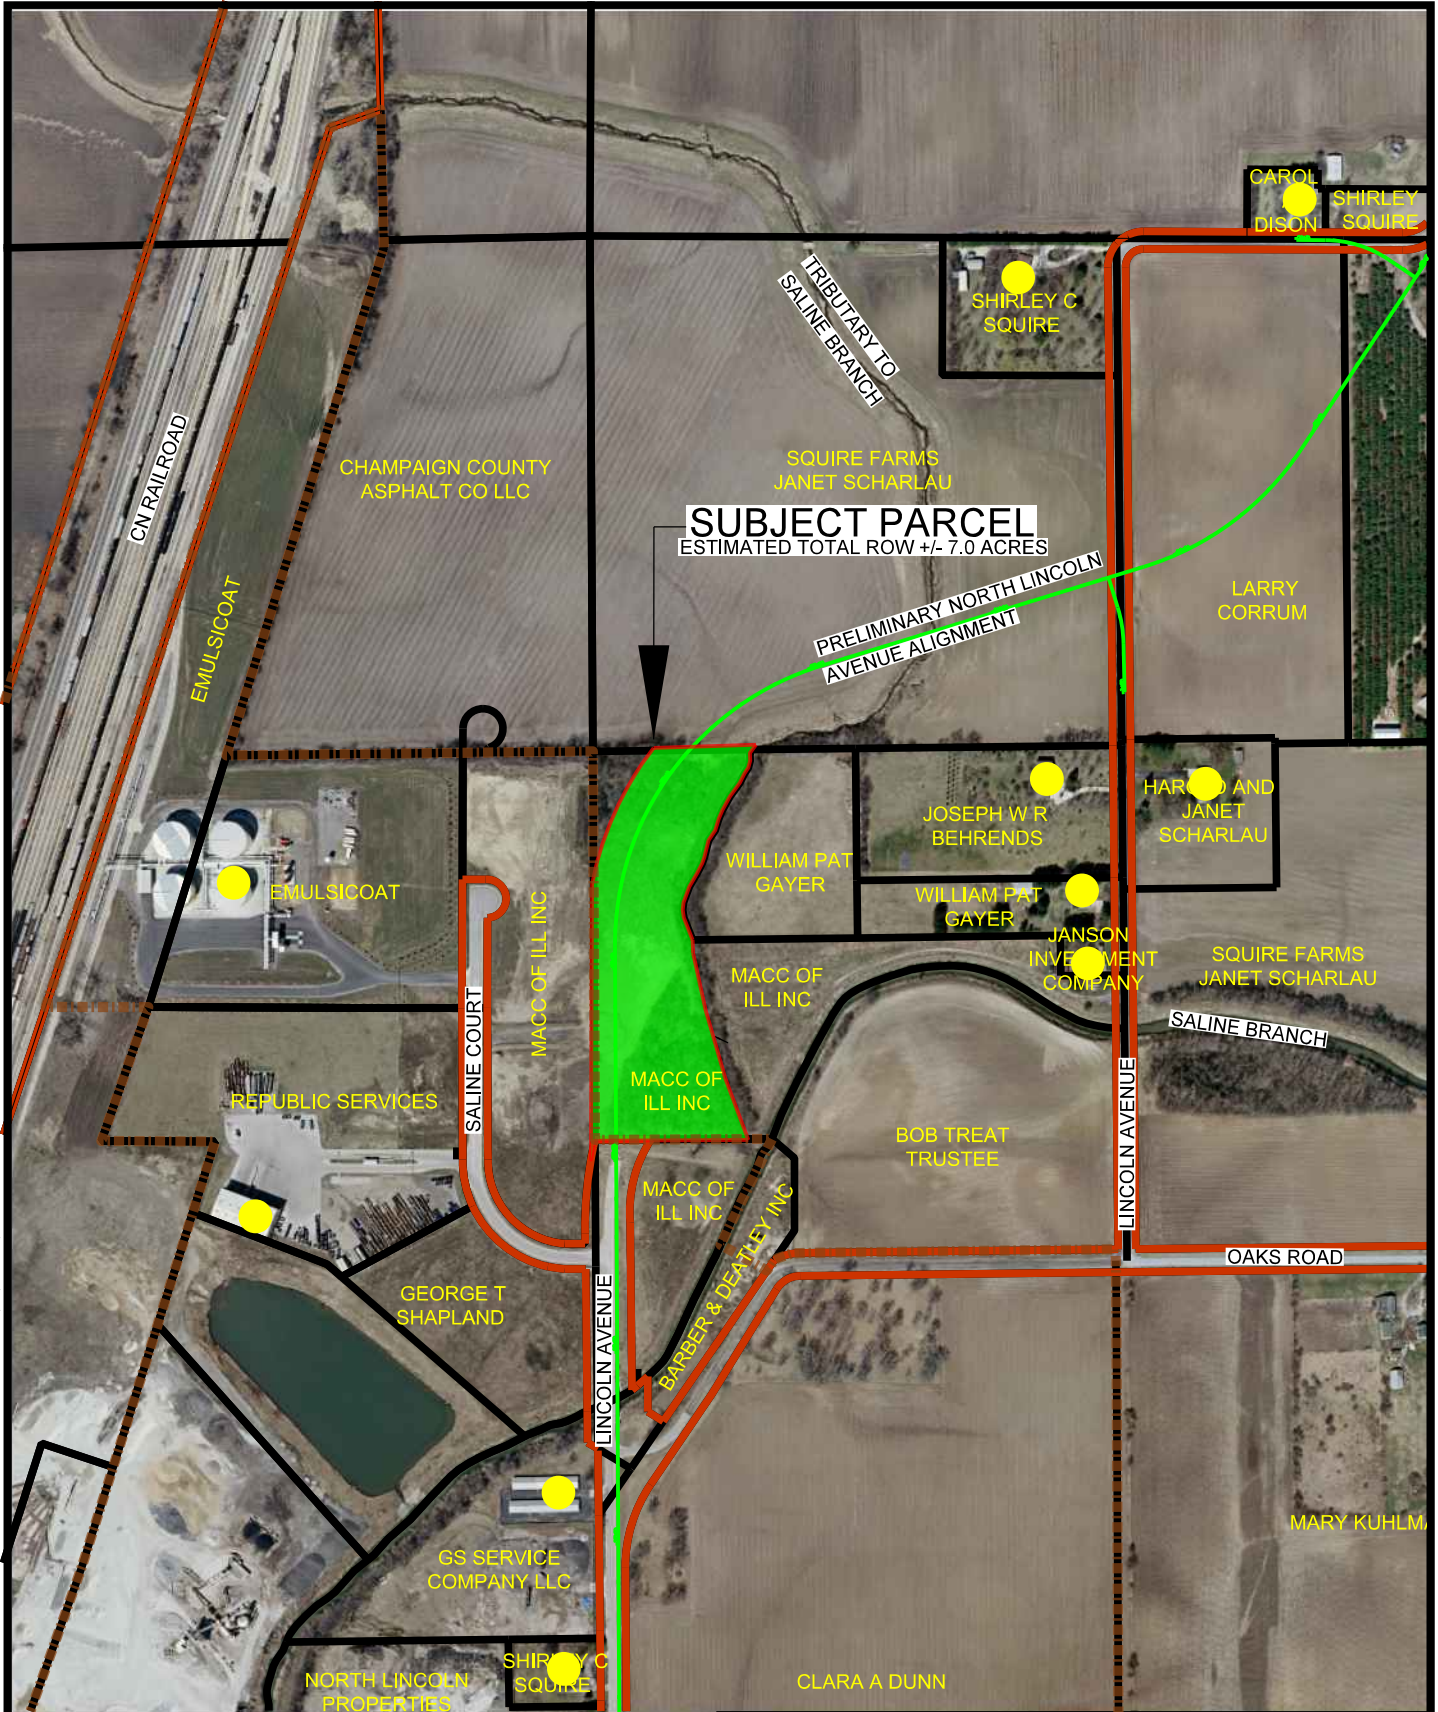 CAROL
DISON
SHIRLEY
SQUIRE
SHIRLEY C
SQUIRE
TRIBUTARY TO
SALINE BRANCH
CN RAILROAD
CHAMPAIGN COUNTY
ASPHALT CO LLC
SQUIRE FARMS
JANET SCHARLAU
SUBJECT PARCEL
ESTIMATED TOTAL ROW +/- 7.0 ACRES
PRELIMINARY NORTH LINCOLN
AVENUE ALIGNMENT
LARRY
CORRUM
EMULSICOAT
JOSEPH W R
BEHRENDS
HAROLD AND
JANET
SCHARLAU
WILLIAM PAT
GAYER
EMULSICOAT
WILLIAM PAT
GAYER
MACC OF ILL INC
JANSON
INVESTMENT
COMPANY
SQUIRE FARMS
JANET SCHARLAU
MACC OF
ILL INC
SALINE BRANCH
SALINE COURT
MACC OF
ILL INC
REPUBLIC SERVICES
LINCOLN AVENUE
BOB TREAT
TRUSTEE
MACC OF
ILL INC
BARBER & DEATLEY INC
OAKS ROAD
GEORGE T
SHAPLAND
LINCOLN AVENUE
MARY KUHLMA
GS SERVICE
COMPANY LLC
SHIRLEY C
SQUIRE
NORTH LINCOLN
PROPERTIES
CLARA A DUNN